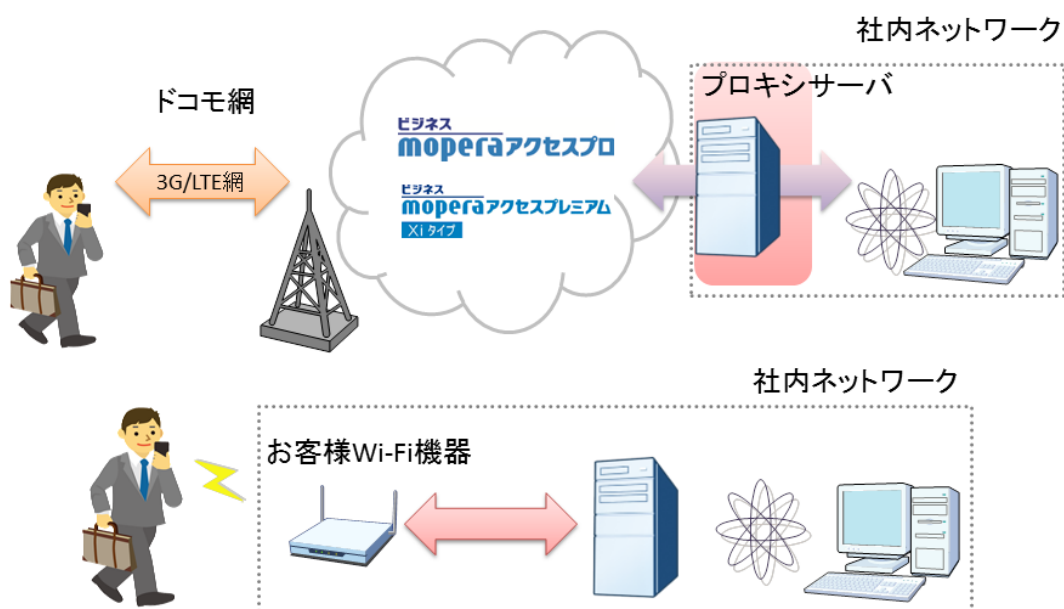 社内ネットワーク
プロキシサーバ
ドコモ網
3G/LTE網
ビジネス
moperaアクセスプロ
ビジネス
moperaアクセスプレミアム
Xiタイプ
社内ネットワーク
お客様Wi-Fi機器